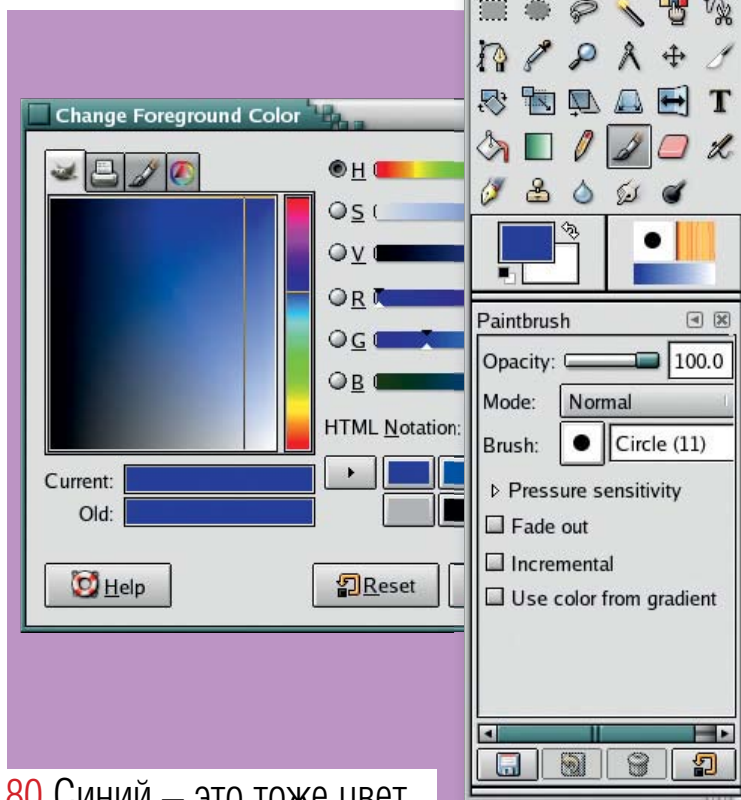 Change Foreground Color
H
S
V
R
G
B
HTML Notation:
Current:
Old:
Help
Reset
T
Paintbrush
Opacity: 100.0
Mode: Normal
Brush: Circle (11)
Pressure sensitivity
Fade out
Incremental
Use color from gradient
80 Синий – это тоже цвет